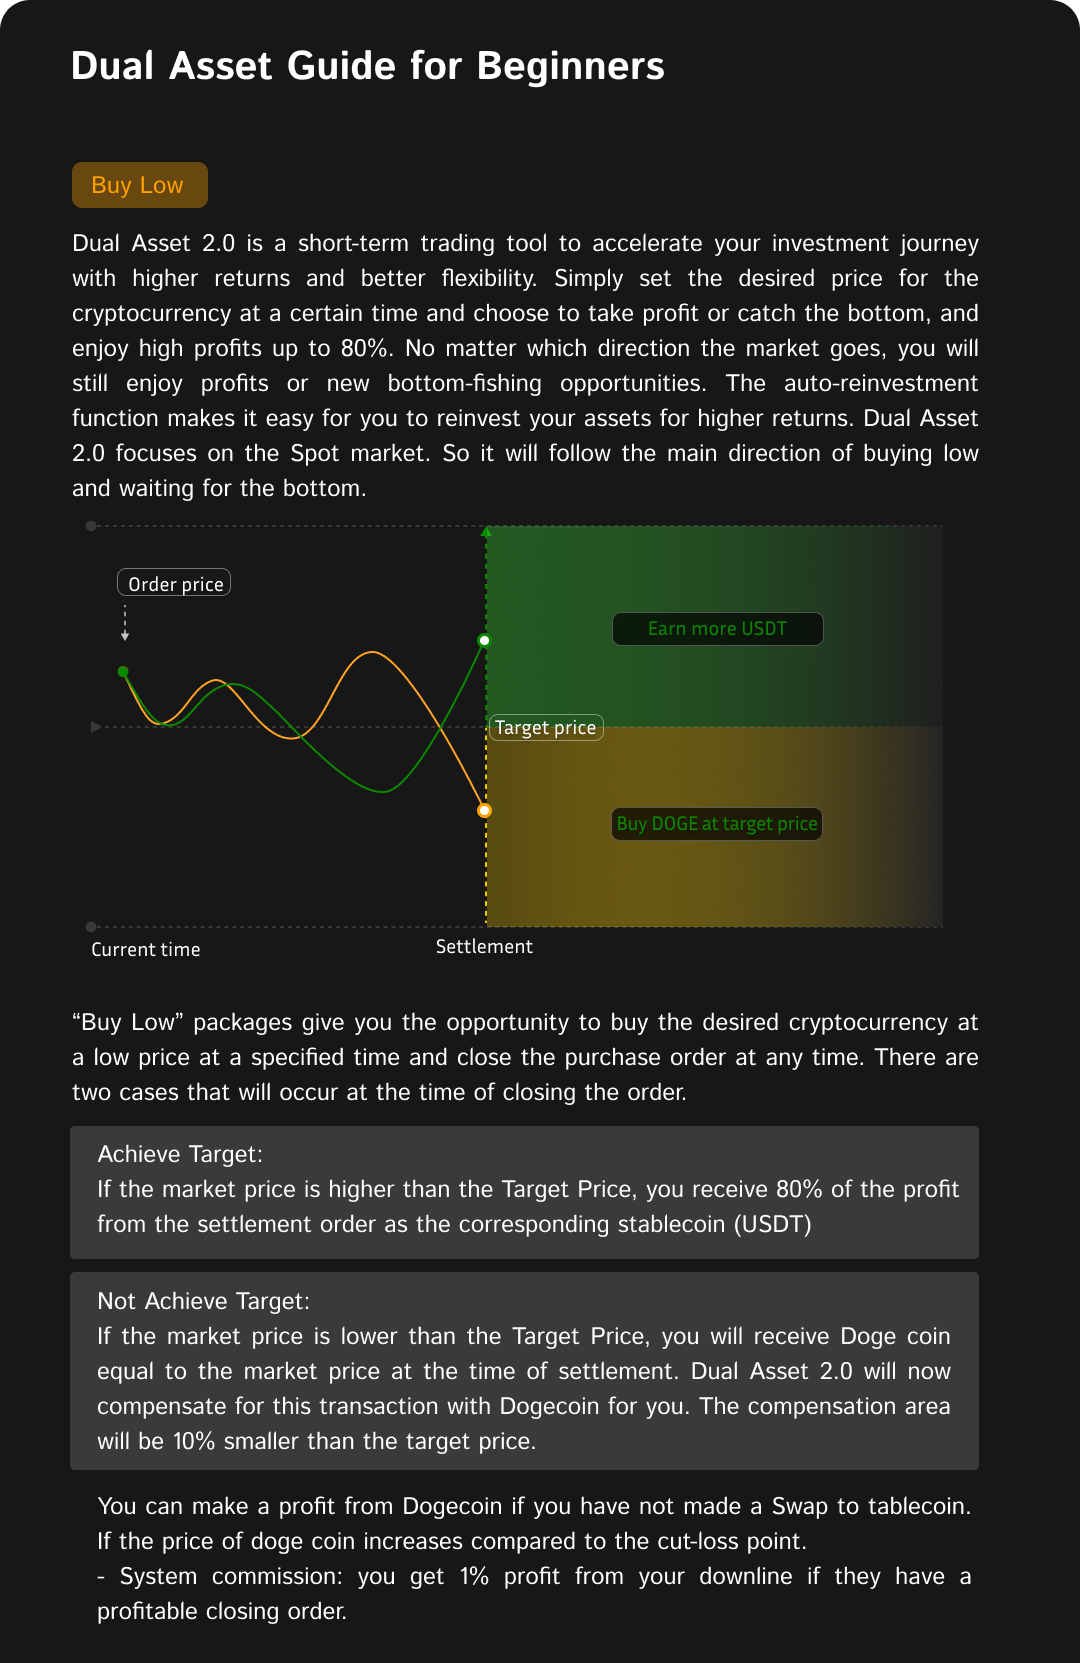 Dual Asset Guide for Beginners
Buy Low
Dual Asset 2.0 is a short-term trading tool to accelerate your investment journey
with higher returns and better flexibility. Simply set the desired price for the
cryptocurrency at a certain time and choose to take profit or catch the bottom, and
enjoy high profits up to 80%. No matter which direction the market goes, you will
still enjoy profits or new bottom-fishing opportunities. The auto-reinvestment
function makes it easy for you to reinvest your assets for higher returns. Dual Asset
2.0 focuses on the Spot market. So it will follow the main direction of buying low
and waiting for the bottom.
Order price
Earn more USDT
Target price
Buy DOGE at target price
Current time
Settlement
“Buy Low” packages give you the opportunity to buy the desired cryptocurrency at
a low price at a specified time and close the purchase order at any time. There are
two cases that will occur at the time of closing the order.
Achieve Target:
If the market price is higher than the Target Price, you receive 80% of the profit
from the settlement order as the corresponding stablecoin (USDT)
Not Achieve Target:
If the market price is lower than the Target Price, you will receive Doge coin
equal to the market price at the time of settlement. Dual Asset 2.0 will now
compensate for this transaction with Dogecoin for you. The compensation area
will be 10% smaller than the target price.
You can make a profit from Dogecoin if you have not made a Swap to tablecoin.
If the price of doge coin increases compared to the cut-loss point.
- System commission: you get 1% profit from your downline if they have a
profitable closing order.